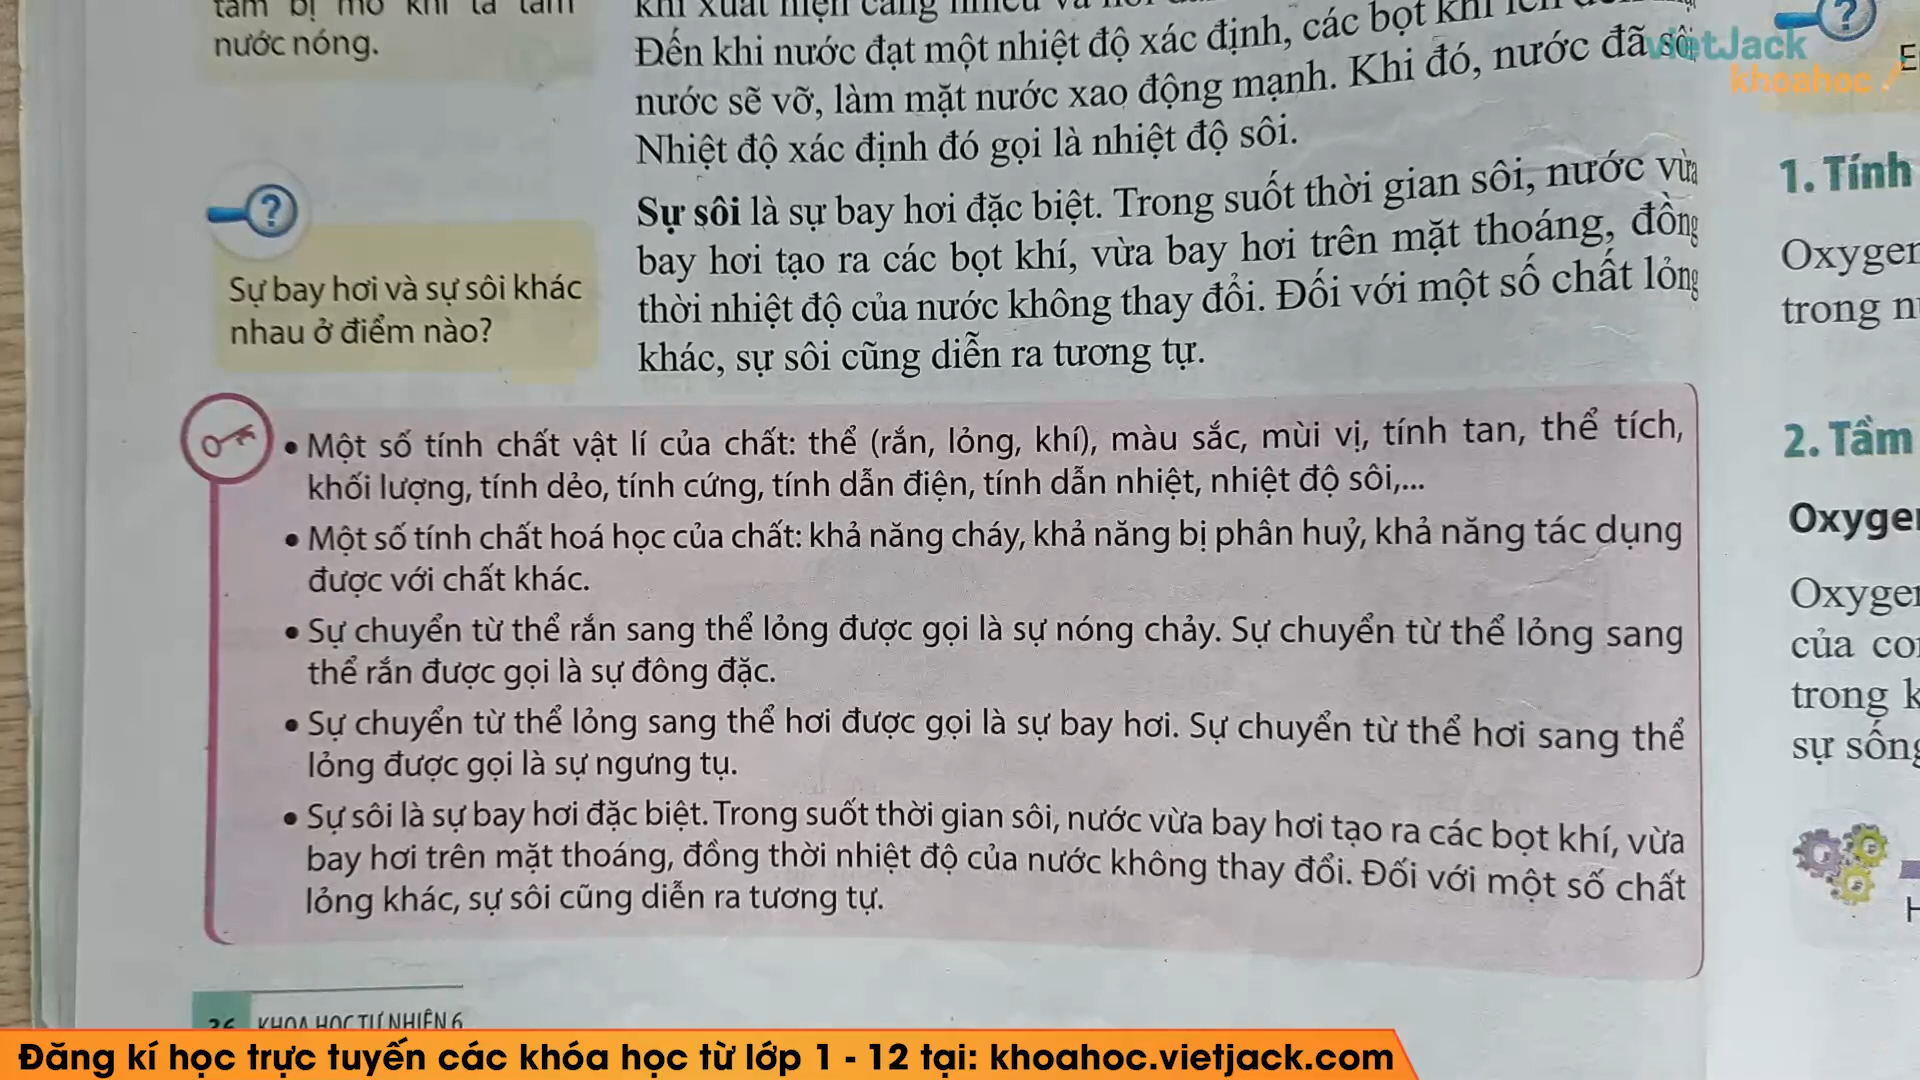 nước nóng.
Đến khi nước đạt một nhiệt độ xác định, các bọt khí
nước sẽ vỡ, làm mặt nước xao động mạnh. Khi đó, nước đã sôi
Nhiệt độ xác định đó gọi là nhiệt độ sôi.
Sự sôi là sự bay hơi đặc biệt. Trong suốt thời gian sôi, nước vừa
bay hơi tạo ra các bọt khí, vừa bay hơi trên mặt thoáng, đồng
thời nhiệt độ của nước không thay đổi. Đối với một số chất lỏng
khác, sự sôi cũng diễn ra tương tự.
?
Sự bay hơi và sự sôi khác
nhau ở điểm nào?
• Một số tính chất vật lí của chất: thể (rắn, lỏng, khí), màu sắc, mùi vị, tính tan, thể tích,
khối lượng, tính dẻo, tính cứng, tính dẫn điện, tính dẫn nhiệt, nhiệt độ sôi,...
• Một số tính chất hoá học của chất: khả năng cháy, khả năng bị phân huỷ, khả năng tác dụng
được với chất khác.
• Sự chuyển từ thể rắn sang thể lỏng được gọi là sự nóng chảy. Sự chuyển từ thể lỏng sang
thể rắn được gọi là sự đông đặc.
• Sự chuyển từ thể lỏng sang thể hơi được gọi là sự bay hơi. Sự chuyển từ thể hơi sang thể
lỏng được gọi là sự ngưng tụ.
• Sự sôi là sự bay hơi đặc biệt. Trong suốt thời gian sôi, nước vừa bay hơi tạo ra các bọt khí, vừa
bay hơi trên mặt thoáng, đồng thời nhiệt độ của nước không thay đổi. Đối với một số chất
lỏng khác, sự sôi cũng diễn ra tương tự.
36 KHOA HỌC TỰ NHIÊN 6
?
vietJack
khoahoc
1. Tính
Oxygen
trong
2. Tầm
Oxygen
Oxygen
của
trong
sự sống
Đăng kí học trực tuyến các khóa học từ lớp 1 - 12 tại: khoahoc.vietjack.com